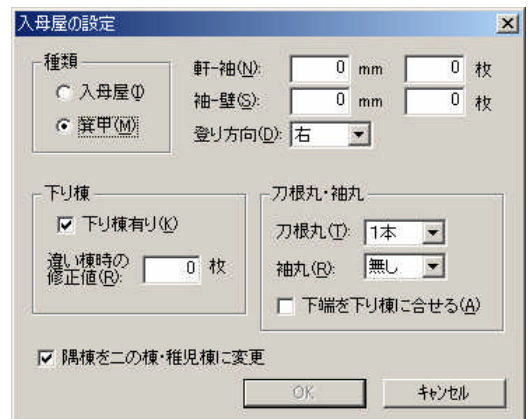 入母屋の設定
種類
入母屋(I)
箕甲(M)
軒-袖(N): 0 mm 0 枚
袖-壁(S): 0 mm 0 枚
登り方向(D): 右
下り棟
下り棟有り(K)
違い棟時の
修正値(R): 0 枚
刀根丸・袖丸
刀根丸(T): 1本
袖丸(R): 無し
下端を下り棟に合せる(A)
隅棟を二の棟・稚児棟に変更
OK キャンセル